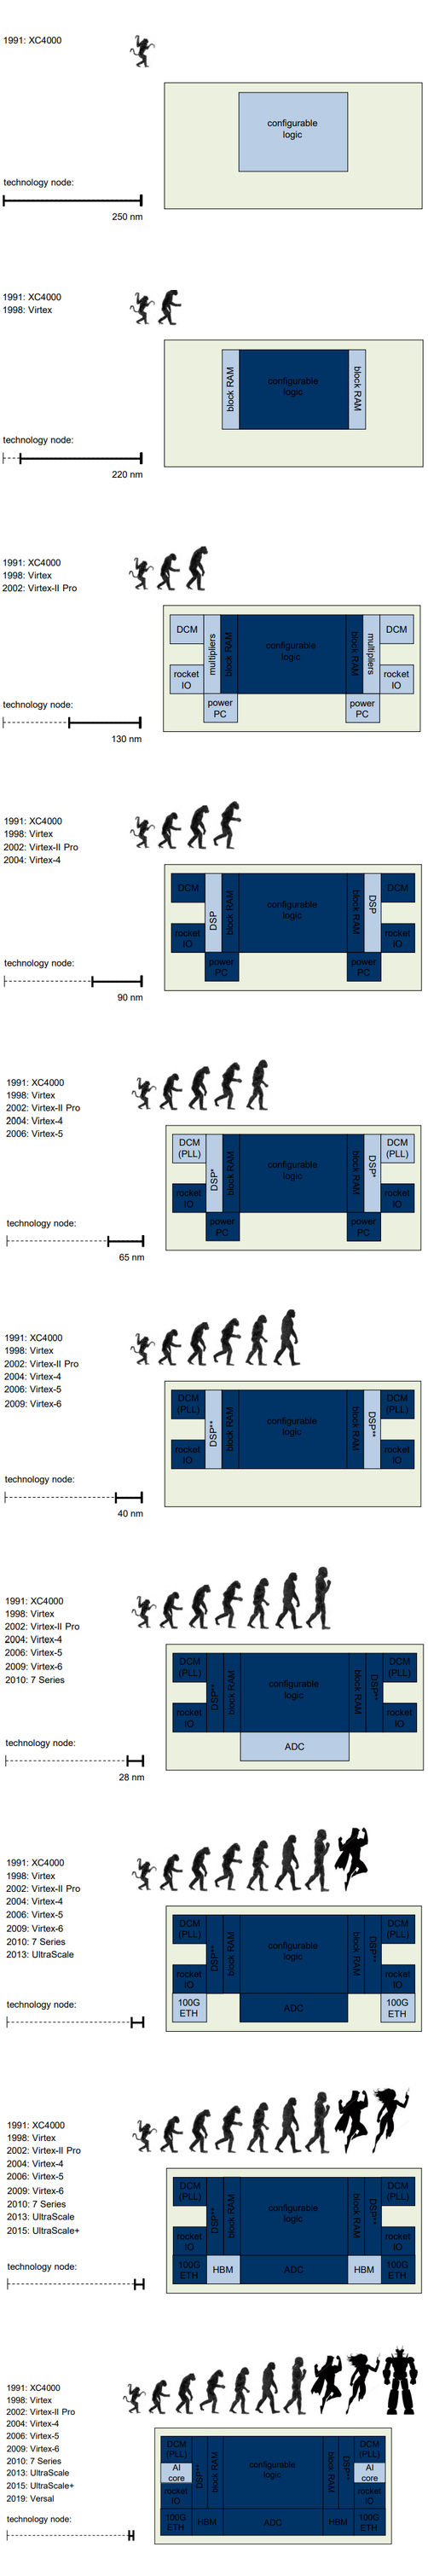 1991: XC4000
configurable
logic
technology node:
250 nm
1991: XC4000
1998: Virtex
block RAM
configurable
logic
block RAM
technology node:
220 nm
1991: XC4000
1998: Virtex
2002: Virtex-II Pro
DCM
multipliers
block RAM
configurable
logic
block RAM
multipliers
DCM
rocket
IO
rocket
IO
power
PC
power
PC
technology node:
130 nm
1991: XC4000
1998: Virtex
2002: Virtex-II Pro
2004: Virtex-4
DCM
DSP
block RAM
configurable
logic
block RAM
DSP
DCM
rocket
IO
rocket
IO
power
PC
power
PC
technology node:
90 nm
1991: XC4000
1998: Virtex
2002: Virtex-II Pro
2004: Virtex-4
2006: Virtex-5
DCM
(PLL)
DSP*
block RAM
configurable
logic
block RAM
DSP*
DCM
(PLL)
rocket
IO
rocket
IO
power
PC
power
PC
technology node:
65 nm
1991: XC4000
1998: Virtex
2002: Virtex-II Pro
2004: Virtex-4
2006: Virtex-5
2009: Virtex-6
DCM
(PLL)
DSP**
block RAM
configurable
logic
block RAM
DSP**
DCM
(PLL)
rocket
IO
rocket
IO
technology node:
40 nm
1991: XC4000
1998: Virtex
2002: Virtex-II Pro
2004: Virtex-4
2006: Virtex-5
2009: Virtex-6
2010: 7 Series
DCM
(PLL)
DSP**
block RAM
configurable
logic
block RAM
DSP**
DCM
(PLL)
rocket
IO
rocket
IO
ADC
technology node:
28 nm
1991: XC4000
1998: Virtex
2002: Virtex-II Pro
2004: Virtex-4
2006: Virtex-5
2009: Virtex-6
2010: 7 Series
2013: UltraScale
DCM
(PLL)
DSP**
block RAM
configurable
logic
block RAM
DSP**
DCM
(PLL)
rocket
IO
rocket
IO
100G
ETH
ADC
100G
ETH
technology node:
1991: XC4000
1998: Virtex
2002: Virtex-II Pro
2004: Virtex-4
2006: Virtex-5
2009: Virtex-6
2010: 7 Series
2013: UltraScale
2015: UltraScale+
DCM
(PLL)
DSP**
block RAM
configurable
logic
block RAM
DSP**
DCM
(PLL)
rocket
IO
rocket
IO
100G
ETH
HBM
ADC
HBM
100G
ETH
technology node:
1991: XC4000
1998: Virtex
2002: Virtex-II Pro
2004: Virtex-4
2006: Virtex-5
2009: Virtex-6
2010: 7 Series
2013: UltraScale
2015: UltraScale+
2019: Versal
DCM
(PLL)
AI
core
DSP**
block RAM
configurable
logic
block RAM
DSP**
DCM
(PLL)
AI
core
rocket
IO
rocket
IO
100G
ETH
HBM
ADC
HBM
100G
ETH
technology node: